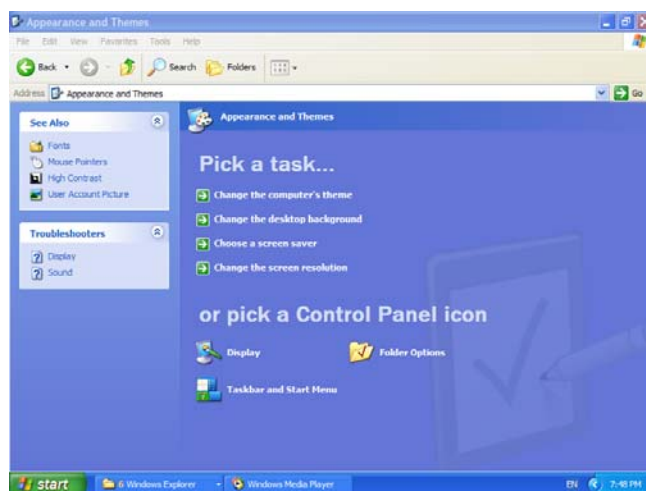 Appearance and Themes
File Edit View Favorites Tools Help
Back Search Folders
Address Appearance and Themes Go
See Also
Fonts
Mouse Pointers
High Contrast
User Account Picture
Troubleshooters
Display
Sound
Appearance and Themes
Pick a task...
Change the computer's theme
Change the desktop background
Choose a screen saver
Change the screen resolution
or pick a Control Panel icon
Display Folder Options
Taskbar and Start Menu
start 6 Windows Explorer Windows Media Player EN 7:48 PM